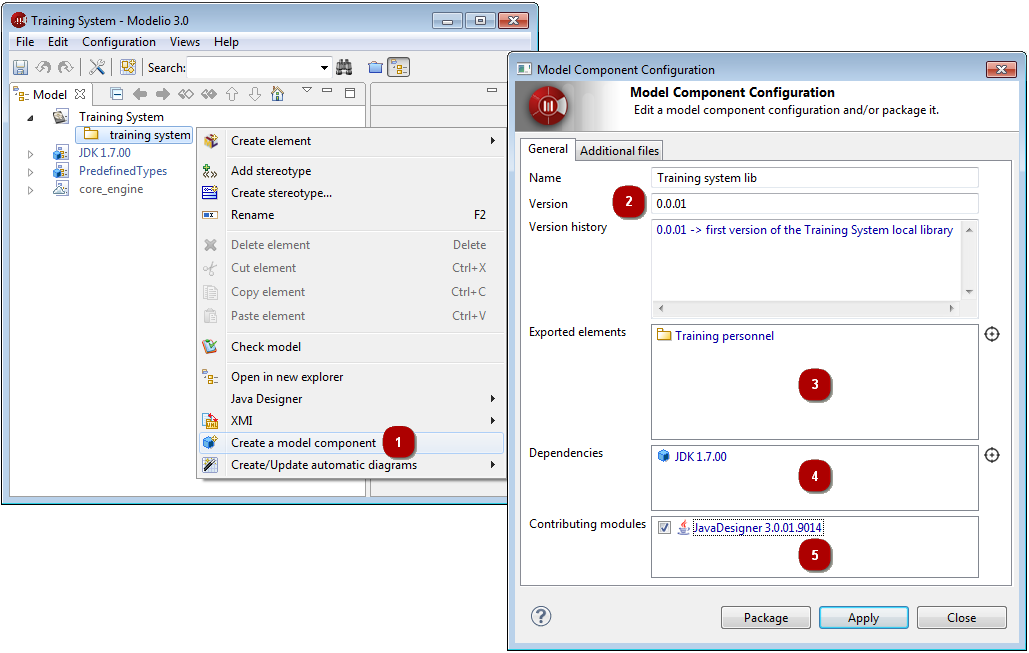 Training System - Modelio 3.0
File Edit Configuration Views Help
Search:
Model
Training System
training system
JDK 1.7.00
PredefinedTypes
core_engine
Create element
Add stereotype
Create stereotype...
Rename F2
Delete element Delete
Cut element Ctrl+X
Copy element Ctrl+C
Paste element Ctrl+V
Check model
Open in new explorer
Java Designer
XMI
Create a model component 1
Create/Update automatic diagrams
Model Component Configuration
Model Component Configuration
Edit a model component configuration and/or package it.
General Additional files
Name Training system lib
Version 2 0.0.01
Version history 0.0.01 -> first version of the Training System local library
Exported elements Training personnel
3
Dependencies JDK 1.7.00
4
Contributing modules JavaDesigner 3.0.01.9014
5
? Package Apply Close